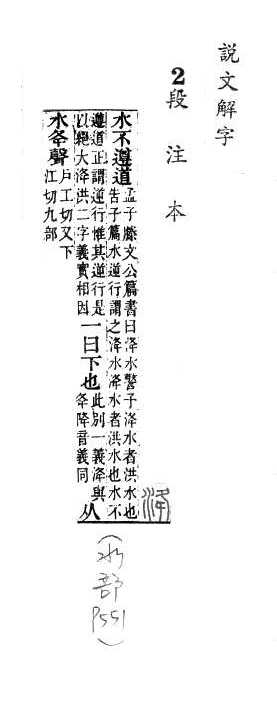 説文解字
2段注本
洚
水不遵道孟子滕文公篇書曰洚水警予洚水者洪水也
告子篇水逆行謂之洚水洚水者洪水也水不
遵道正謂逆行惟其逆行是
以絶大洚洪二字義實相因一曰下也此別一義洚與
夅降音義同从
水夅聲戶工切又下
江切九部
(水部 P551)